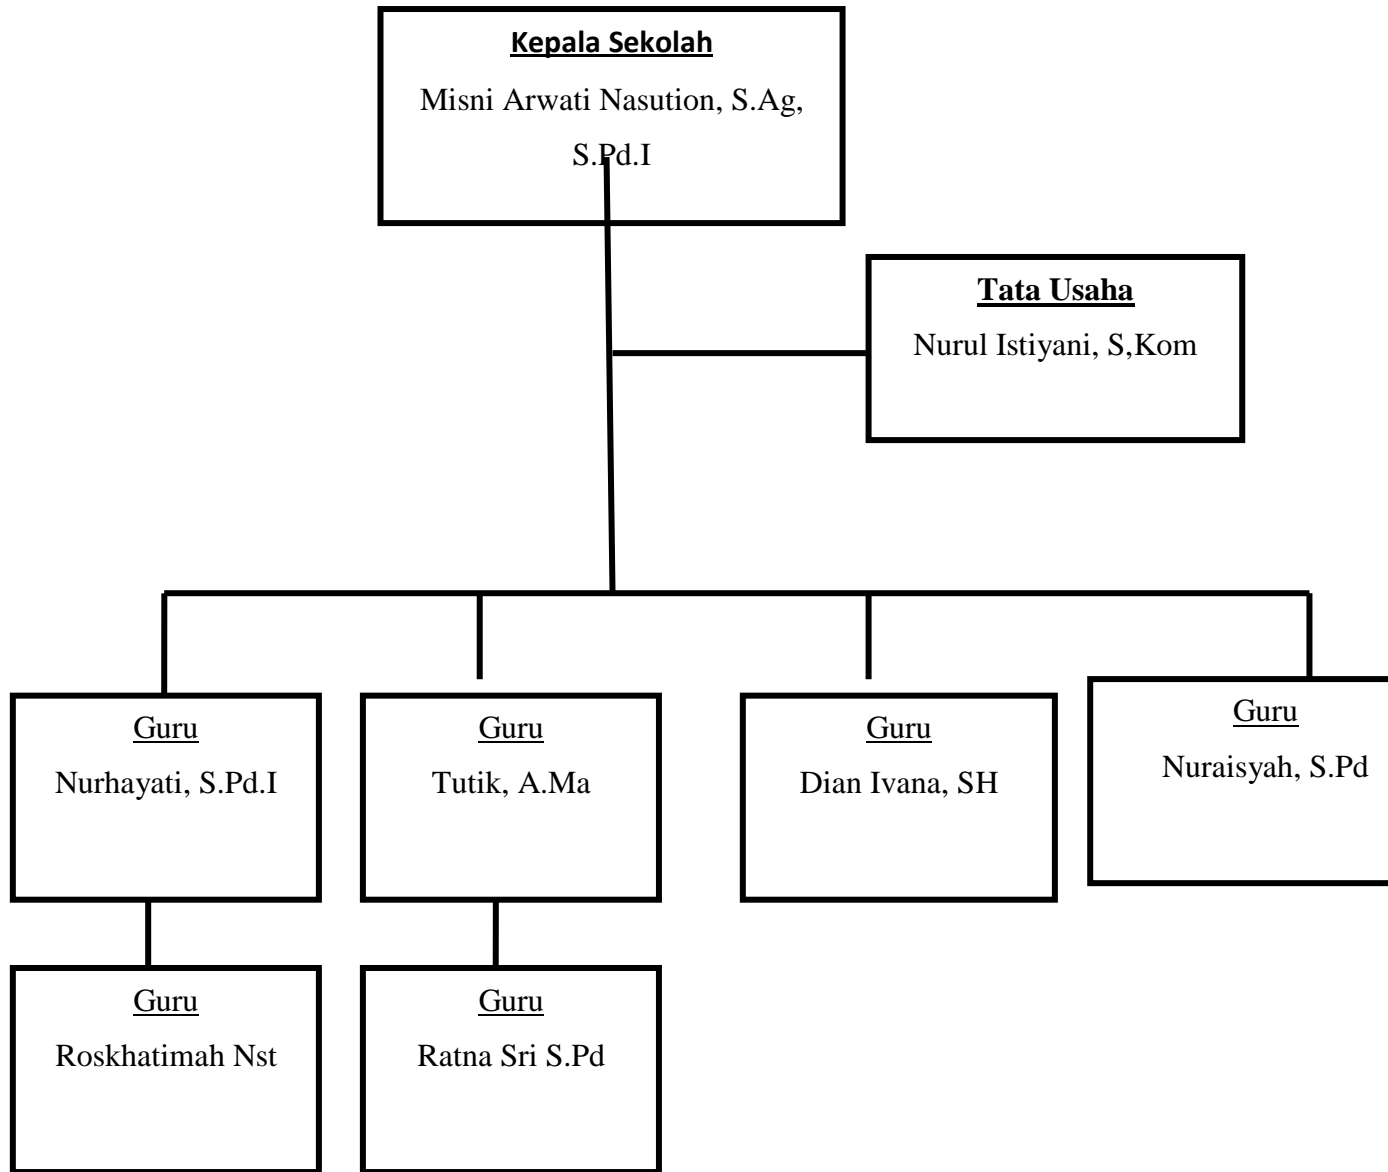 Kepala Sekolah
Misni Arwati Nasution, S.Ag,
S.Pd.I
Tata Usaha
Nurul Istiyani, S,Kom
Guru
Nurhayati, S.Pd.I
Guru
Tutik, A.Ma
Guru
Dian Ivana, SH
Guru
Nuraisyah, S.Pd
Guru
Roskhatimah Nst
Guru
Ratna Sri S.Pd